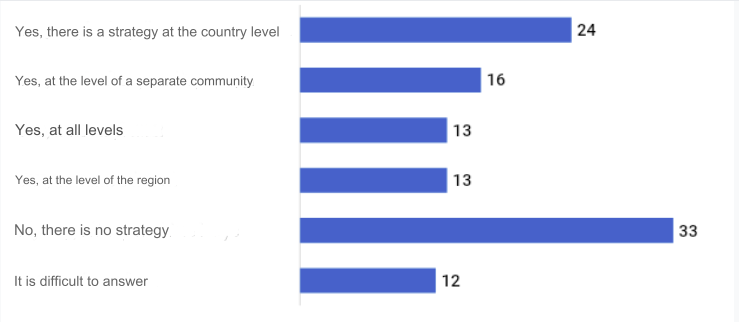 Yes, there is a strategy at the country level 24
Yes, at the level of a separate community 16
Yes, at all levels 13
Yes, at the level of the region 13
No, there is no strategy 33
It is difficult to answer 12